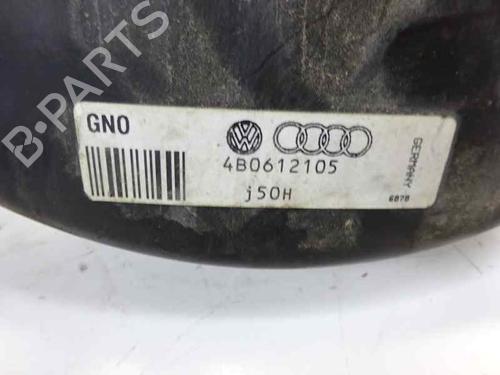 B-PARTS
GNO
4B0612105
j50H
GERMANY
6878